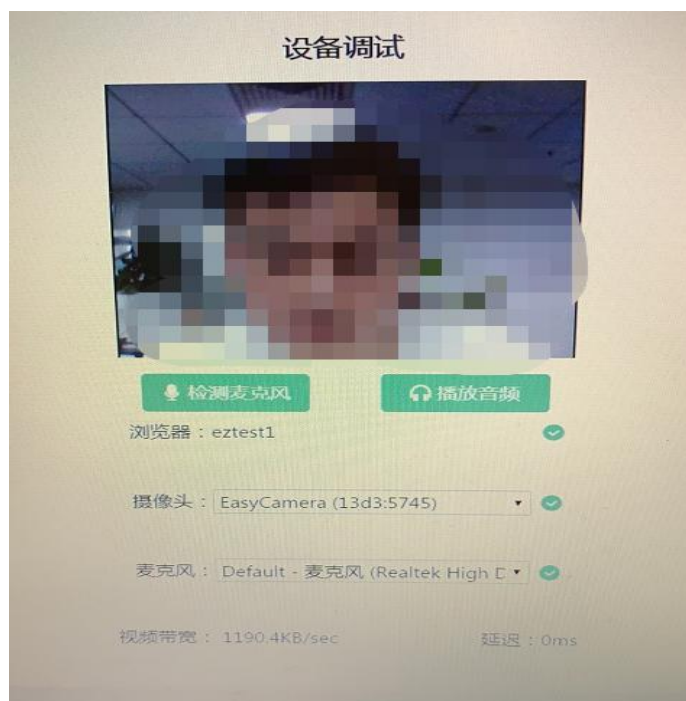 设备调试
检测麦克风 播放音频
浏览器：eztest1
摄像头： EasyCamera (13d3:5745)
麦克风： Default - 麦克风 (Realtek High D
视频带宽： 1190.4KB/sec 延迟：0ms